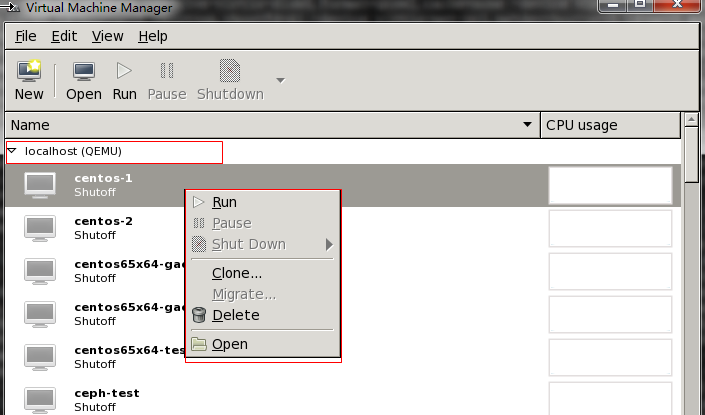 Virtual Machine Manager
File Edit View Help
New Open Run Pause Shutdown
Name CPU usage
localhost (QEMU)
centos-1
Shutoff
centos-2
Shutoff
centos65x64-gad
Shutoff
centos65x64-gad
Shutoff
centos65x64-tes
Shutoff
ceph-test
Shutoff
Run
Pause
Shut Down
Clone...
Migrate...
Delete
Open